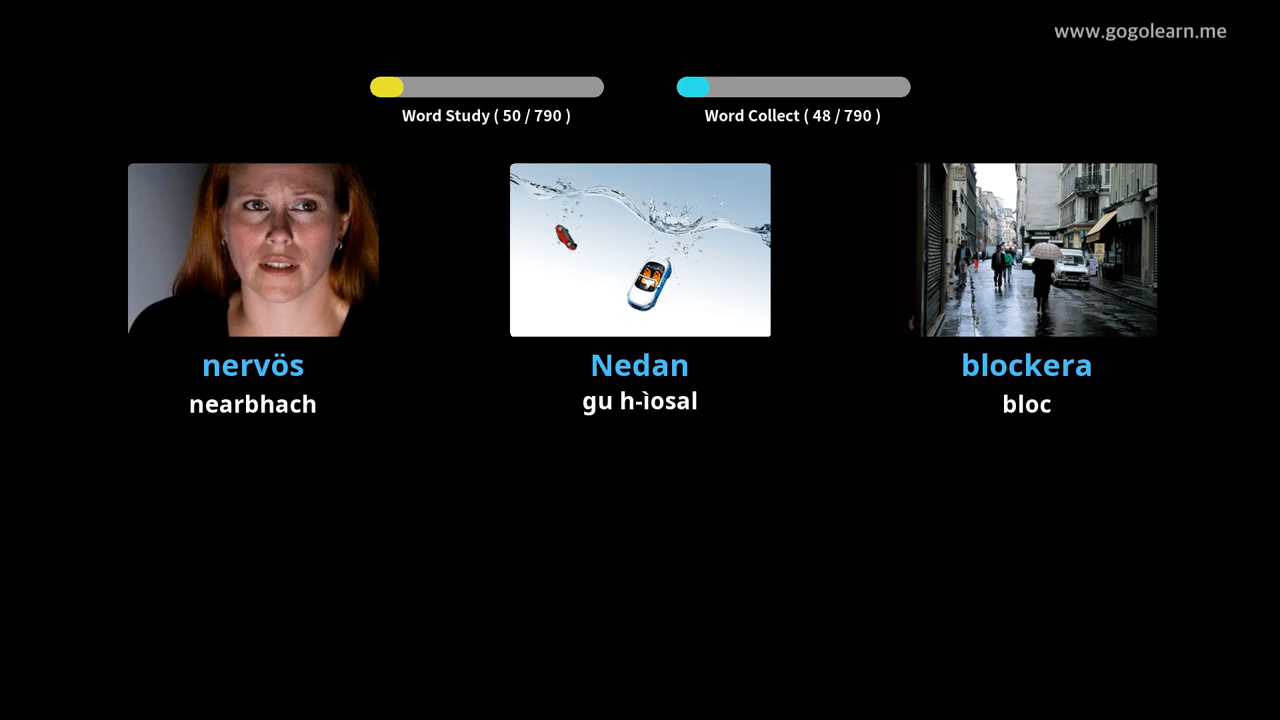 www.gogolearn.me
Word Study ( 50 / 790 )
Word Collect ( 48 / 790 )
nervös
Nedan
blockera
nearbhach
gu h-ìosal
bloc